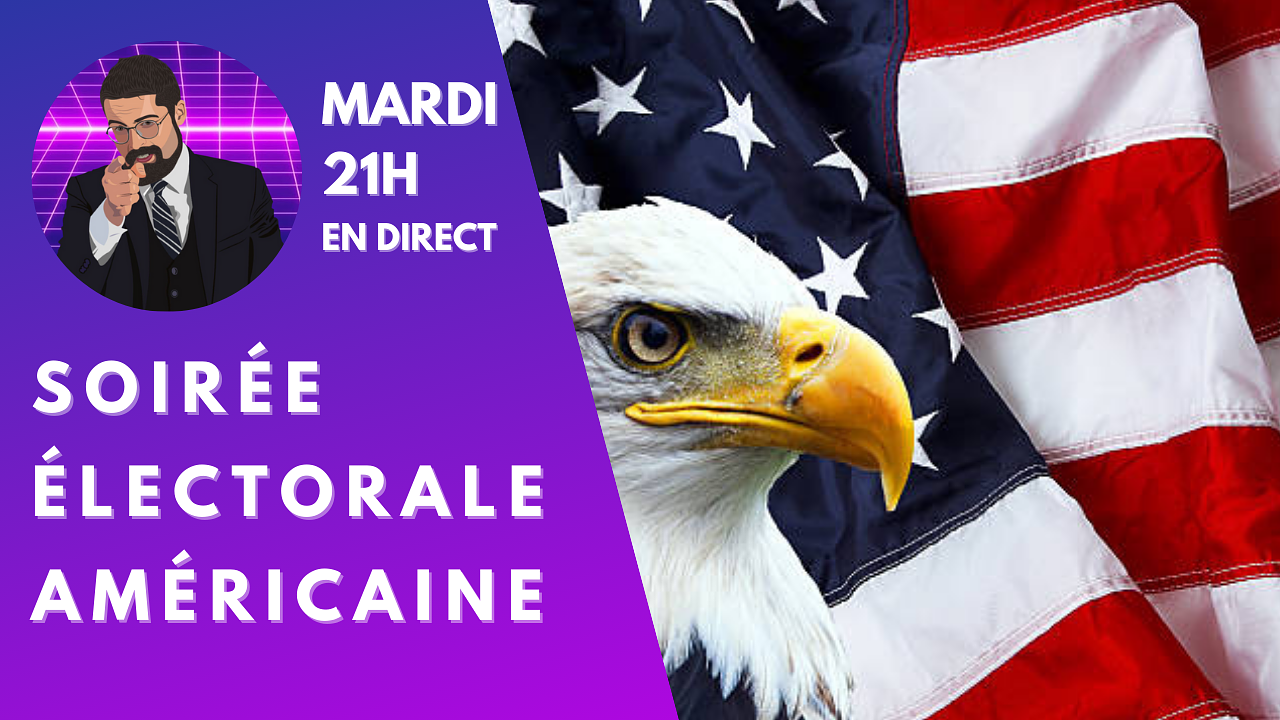 MARDI
21H
EN DIRECT
SOIRÉE
ÉLECTORALE
AMÉRICAINE